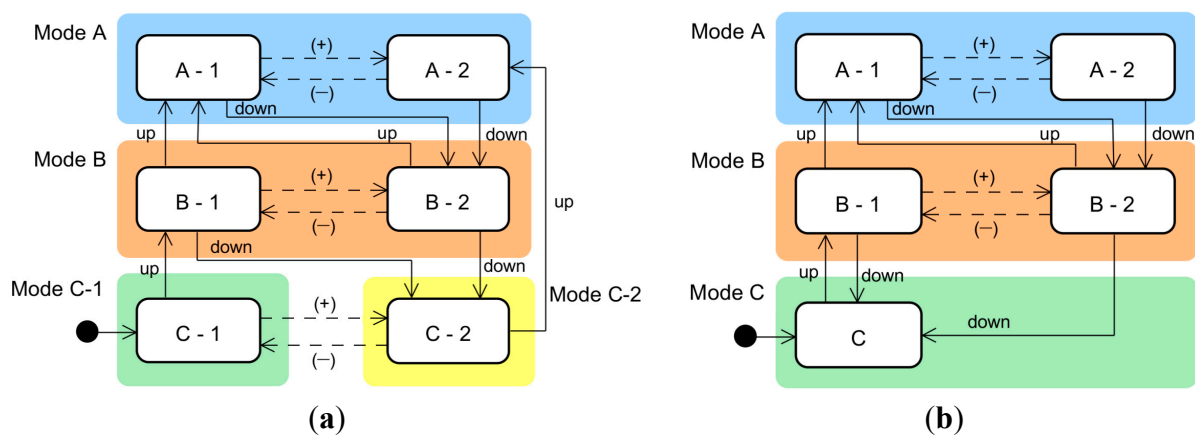 Mode A
A - 1
(+)
(—)
A - 2
down
up
up
down
Mode B
B - 1
(+)
(—)
B - 2
up
down
up
down
Mode C-1
Mode C-2
C - 1
(+)
(—)
C - 2
(a)
Mode A
A - 1
(+)
(—)
A - 2
down
up
up
down
Mode B
B - 1
(+)
(—)
B - 2
up
down
Mode C
C
down
(b)